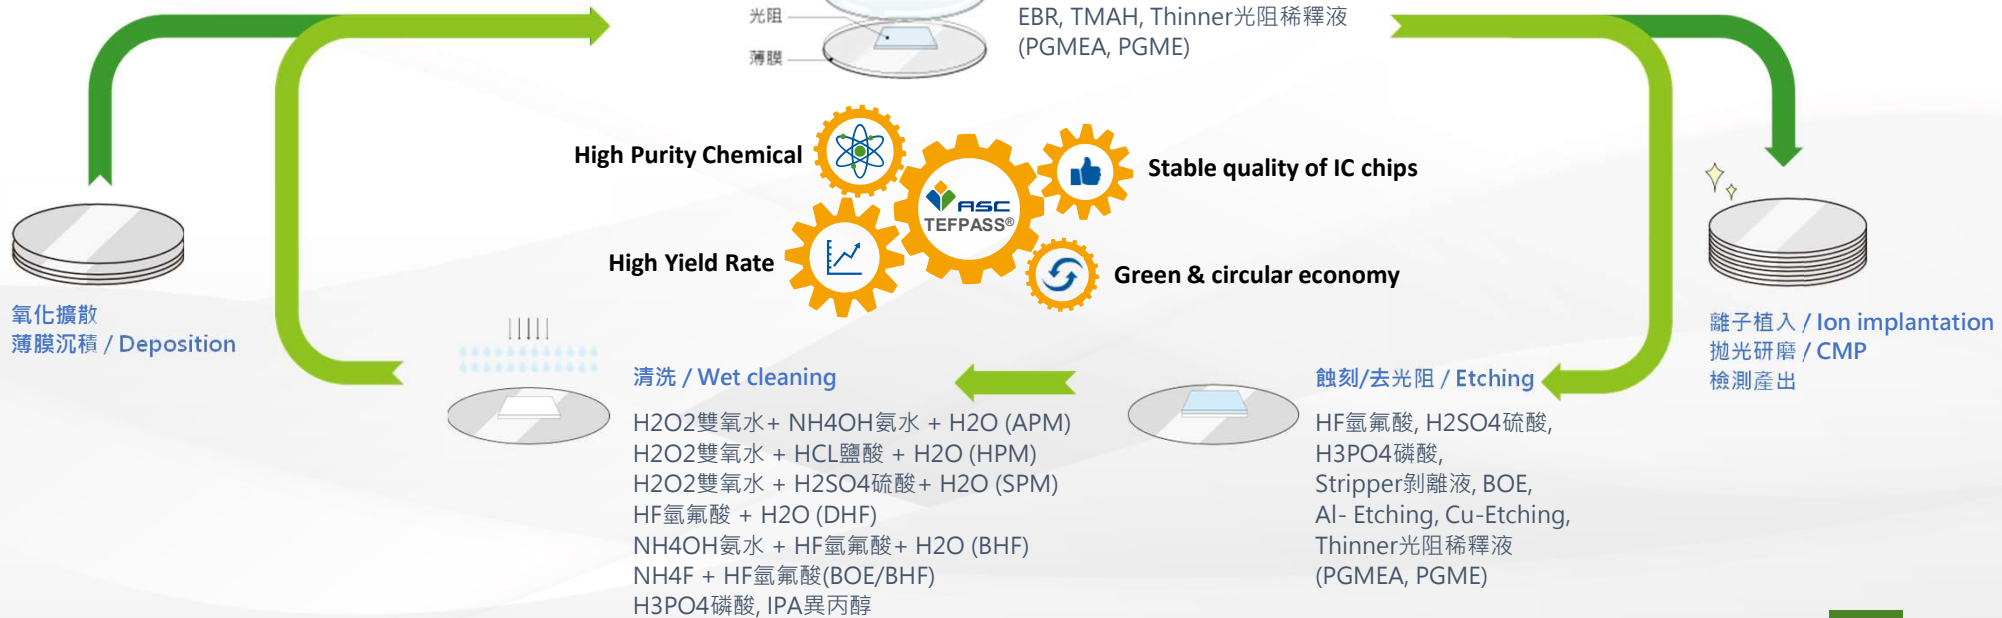 光阻
薄膜
EBR, TMAH, Thinner光阻稀釋液
(PGMEA, PGME)
High Purity Chemical
Stable quality of IC chips
ASC
TEFPASS®
High Yield Rate
Green & circular economy
氧化擴散
薄膜沉積 / Deposition
清洗 / Wet cleaning
H2O2雙氧水+ NH4OH氨水 + H2O (APM)
H2O2雙氧水 + HCL鹽酸 + H2O (HPM)
H2O2雙氧水 + H2SO4硫酸+ H2O (SPM)
HF氫氟酸 + H2O (DHF)
NH4OH氨水 + HF氫氟酸+ H2O (BHF)
NH4F + HF氫氟酸(BOE/BHF)
H3PO4磷酸, IPA異丙醇
蝕刻/去光阻 / Etching
HF氫氟酸, H2SO4硫酸,
H3PO4磷酸,
Stripper剝離液, BOE,
Al- Etching, Cu-Etching,
Thinner光阻稀釋液
(PGMEA, PGME)
離子植入 / Ion implantation
拋光研磨 / CMP
檢測產出